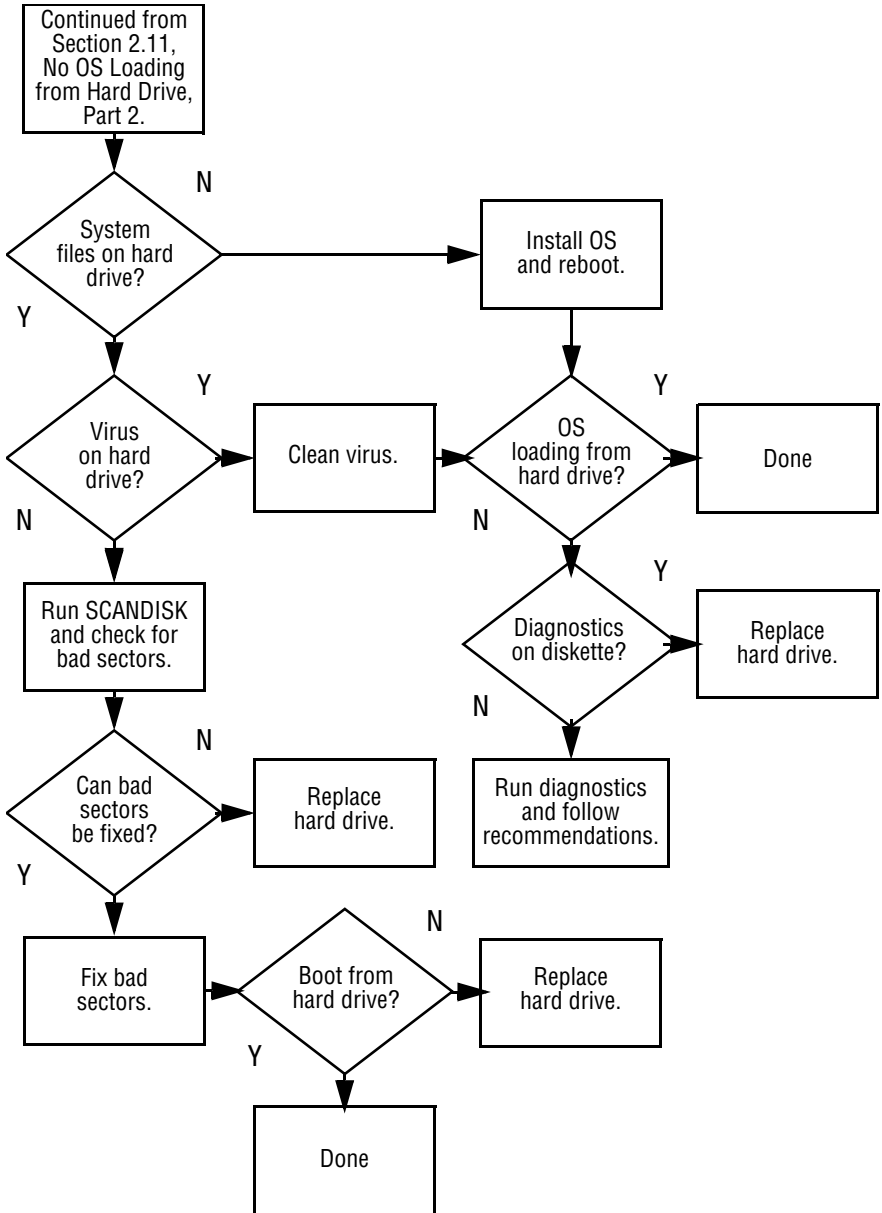 Continued from
Section 2.11,
No OS Loading
from Hard Drive,
Part 2.
N
System
files on hard
drive?
Install OS
and reboot.
Y
Y
Virus
on hard
drive?
Clean virus.
Y
OS
loading from
hard drive?
Done
N
N
Run SCANDISK
and check for
bad sectors.
Y
Diagnostics
on diskette?
Replace
hard drive.
N
N
Can bad
sectors
be fixed?
Replace
hard drive.
Run diagnostics
and follow
recommendations.
Y
Fix bad
sectors.
N
Boot from
hard drive?
Replace
hard drive.
Y
Done